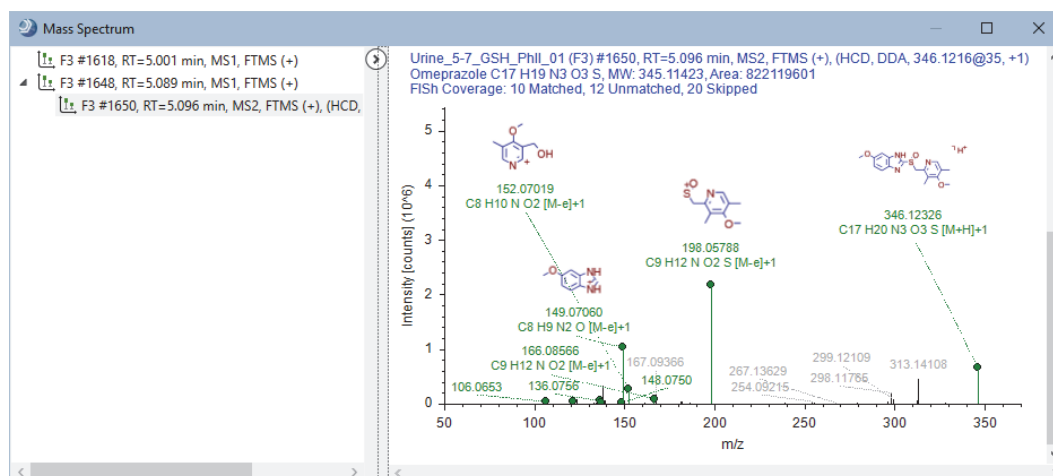 Mass Spectrum
F3 #1618, RT=5.001 min, MS1, FTMS (+)
F3 #1648, RT=5.089 min, MS1, FTMS (+)
F3 #1650, RT=5.096 min, MS2, FTMS (+), (HCD,
Urine_5-7_GSH_PhII_01 (F3) #1650, RT=5.096 min, MS2, FTMS (+), (HCD, DDA, 346.1216@35, +1)
Omeprazole C17 H19 N3 O3 S, MW: 345.11423, Area: 822119601
FISh Coverage: 10 Matched, 12 Unmatched, 20 Skipped
Intensity [counts] (10^6)
5
4
3
2
1
0
O
OH
N +
152.07019
C8 H10 N O2 [M-e]+1
O
NH
NH
149.07060
C8 H9 N2 O [M-e]+1
166.08566
C9 H12 N O2 [M-e]+1
167.09366
106.0653
136.0756
148.0750
+O
S
N
O
198.05788
C9 H12 N O2 S [M-e]+1
O
NH
N
O
S
N
O
H+
346.12326
C17 H20 N3 O3 S [M+H]+1
267.13629
254.09215
299.12109
298.11765
313.14108
50
100
150
200
250
300
350
m/z